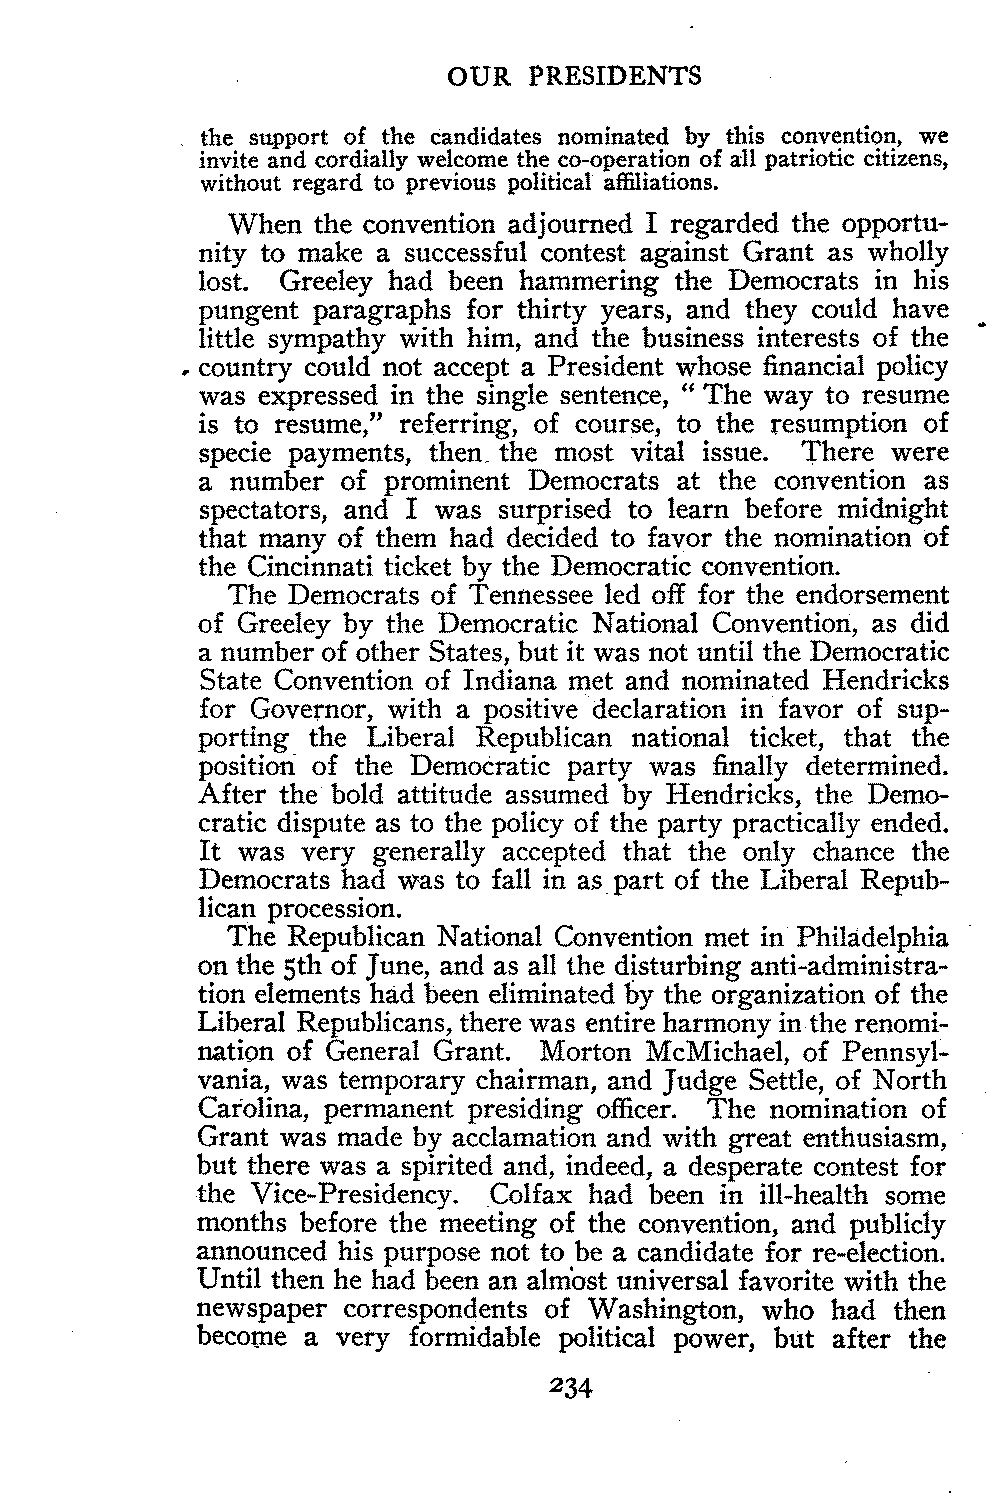 OUR PRESIDENTS
the support of the candidates nominated by this convention, we
invite and cordially welcome the co-operation of all patriotic citizens,
without regard to previous political affiliations.
When the convention adjourned I regarded the opportu-
nity to make a successful contest against Grant as wholly
lost. Greeley had been hammering the Democrats in his
pungent paragraphs for thirty years, and they could have
little sympathy with him, and the business interests of the
country could not accept a President whose financial policy
was expressed in the single sentence, “ The way to resume
is to resume,” referring, of course, to the resumption of
specie payments, then the most vital issue. There were
a number of prominent Democrats at the convention as
spectators, and I was surprised to learn before midnight
that many of them had decided to favor the nomination of
the Cincinnati ticket by the Democratic convention.
The Democrats of Tennessee led off for the endorsement
of Greeley by the Democratic National Convention, as did
a number of other States, but it was not until the Democratic
State Convention of Indiana met and nominated Hendricks
for Governor, with a positive declaration in favor of sup-
porting the Liberal Republican national ticket, that the
position of the Democratic party was finally determined.
After the bold attitude assumed by Hendricks, the Demo-
cratic dispute as to the policy of the party practically ended.
It was very generally accepted that the only chance the
Democrats had was to fall in as part of the Liberal Repub-
lican procession.
The Republican National Convention met in Philadelphia
on the 5th of June, and as all the disturbing anti-administra-
tion elements had been eliminated by the organization of the
Liberal Republicans, there was entire harmony in the renomi-
nation of General Grant. Morton McMichael, of Pennsyl-
vania, was temporary chairman, and Judge Settle, of North
Carolina, permanent presiding officer. The nomination of
Grant was made by acclamation and with great enthusiasm,
but there was a spirited and, indeed, a desperate contest for
the Vice-Presidency. Colfax had been in ill-health some
months before the meeting of the convention, and publicly
announced his purpose not to be a candidate for re-election.
Until then he had been an almost universal favorite with the
newspaper correspondents of Washington, who had then
become a very formidable political power, but after the
234